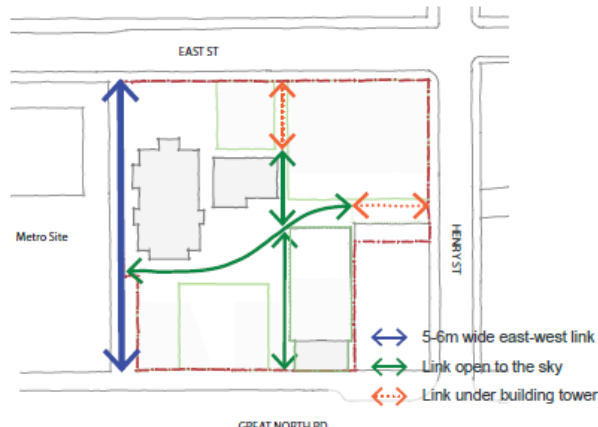 EAST ST
Metro Site
HENRY ST
5-6m wide east-west link
Link open to the sky
Link under building tower
GREAT NORTH RD